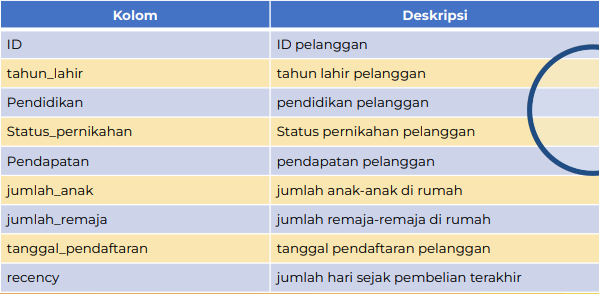 Kolom Deskripsi
ID ID pelanggan
tahun_lahir tahun lahir pelanggan
Pendidikan pendidikan pelanggan
Status_pernikahan Status pernikahan pelanggan
Pendapatan pendapatan pelanggan
jumlah_anak jumlah anak-anak di rumah
jumlah_remaja jumlah remaja-remaja di rumah
tanggal_pendaftaran tanggal pendaftaran pelanggan
recency jumlah hari sejak pembelian terakhir